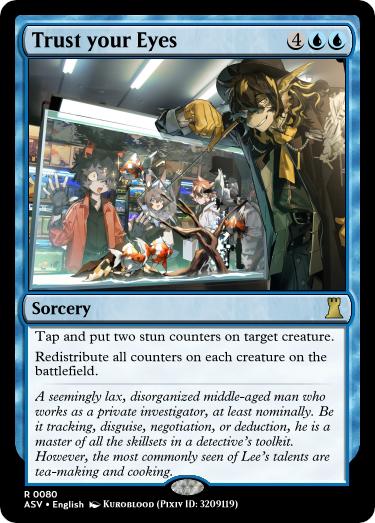 Trust your Eyes 4
Sorcery
Tap and put two stun counters on target creature.
Redistribute all counters on each creature on the
battlefield.
A seemingly lax, disorganized middle-aged man who
works as a private investigator, at least nominally. Be
it tracking, disguise, negotiation, or deduction, he is a
master of all the skillsets in a detective's toolkit.
However, the most commonly seen of Lee's talents are
tea-making and cooking.
R 0080
ASV • English KUROBLOOD (PIXIV ID: 3209119)